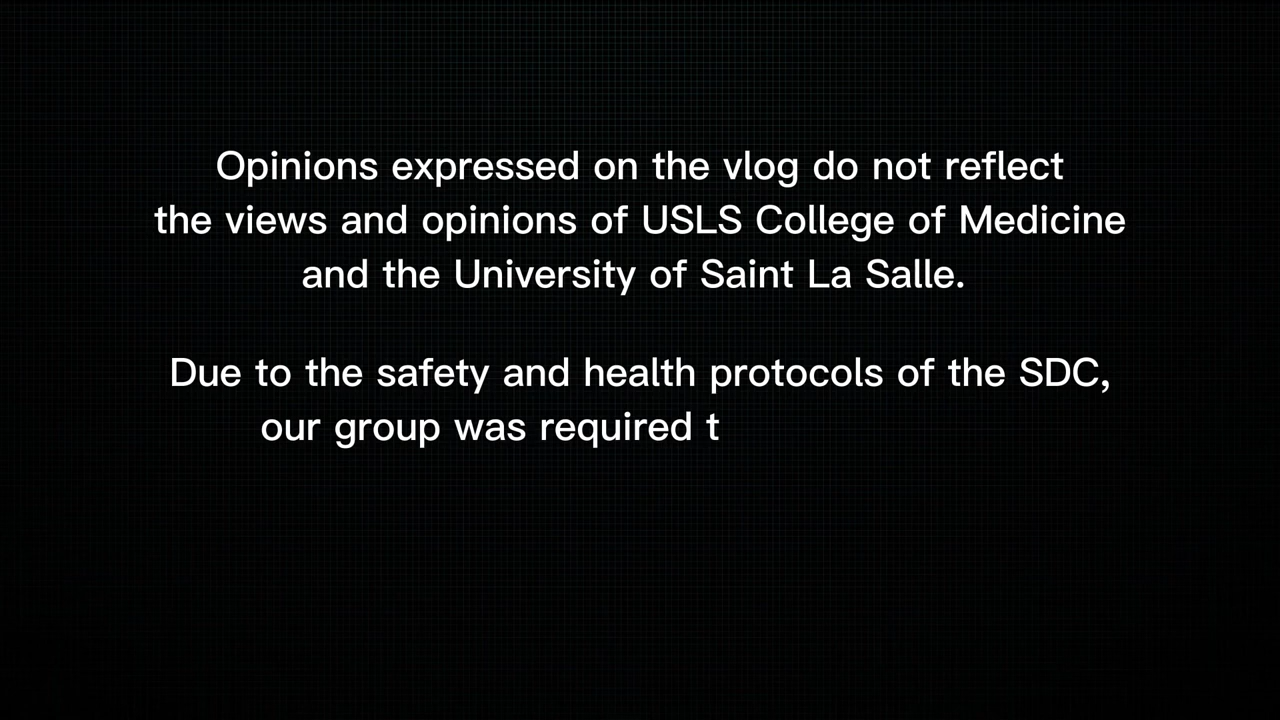 Opinions expressed on the vlog do not reflect
the views and opinions of USLS College of Medicine
and the University of Saint La Salle.
Due to the safety and health protocols of the SDC,
our group was required t